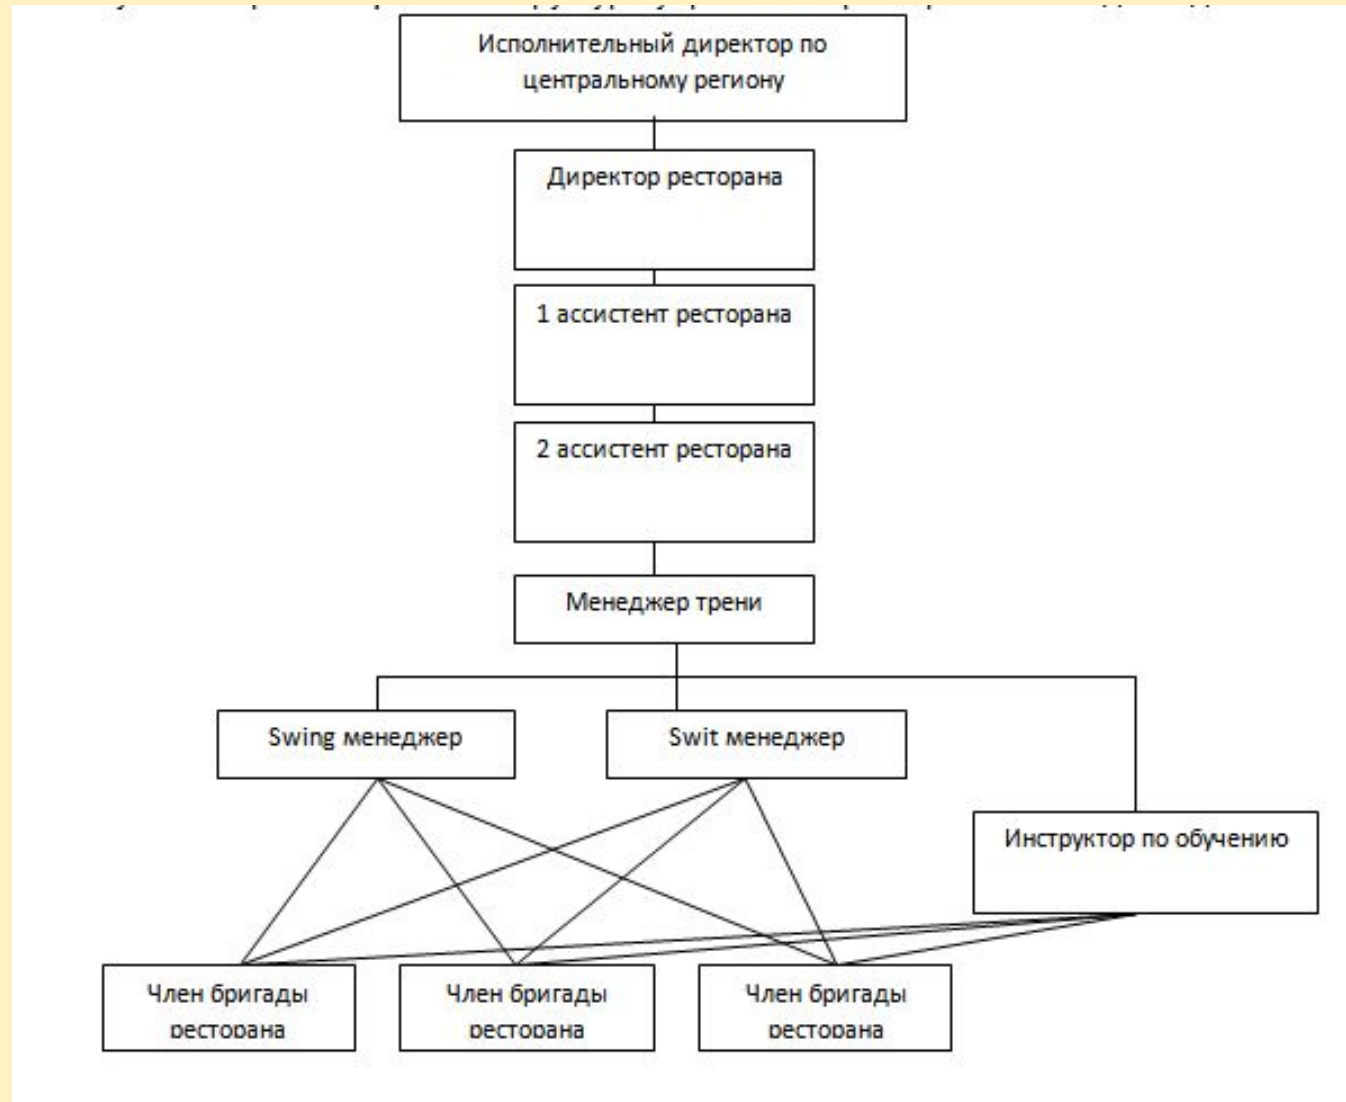 Исполнительный директор по
центральному региону
Директор ресторана
1 ассистент ресторана
2 ассистент ресторана
Менеджер трени
Swing менеджер
Swit менеджер
Инструктор по обучению
Член бригады
ресторана
Член бригады
ресторана
Член бригады
ресторана